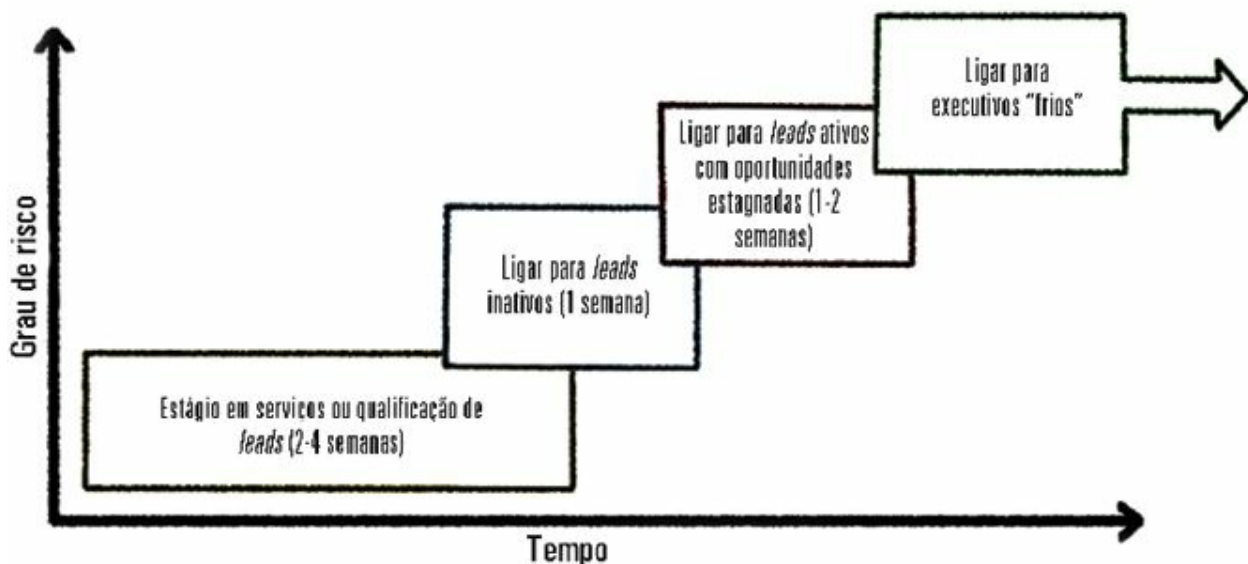 Grau de risco
Ligar para
executivos "frios"
Ligar para leads ativos
com oportunidades
estagnadas (1-2
semanas)
Ligar para leads
inativos (1 semana)
Estágio em serviços ou qualificação de
leads (2-4 semanas)
Tempo